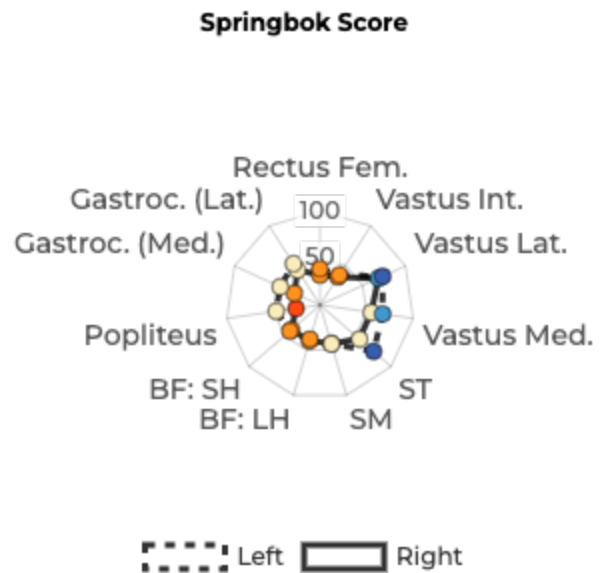 Springbok Score
Rectus Fem.
Gastroc. (Lat.)
100
Vastus Int.
Gastroc. (Med.)
50
Vastus Lat.
Popliteus
Vastus Med.
BF: SH
ST
BF: LH
SM
Left
Right